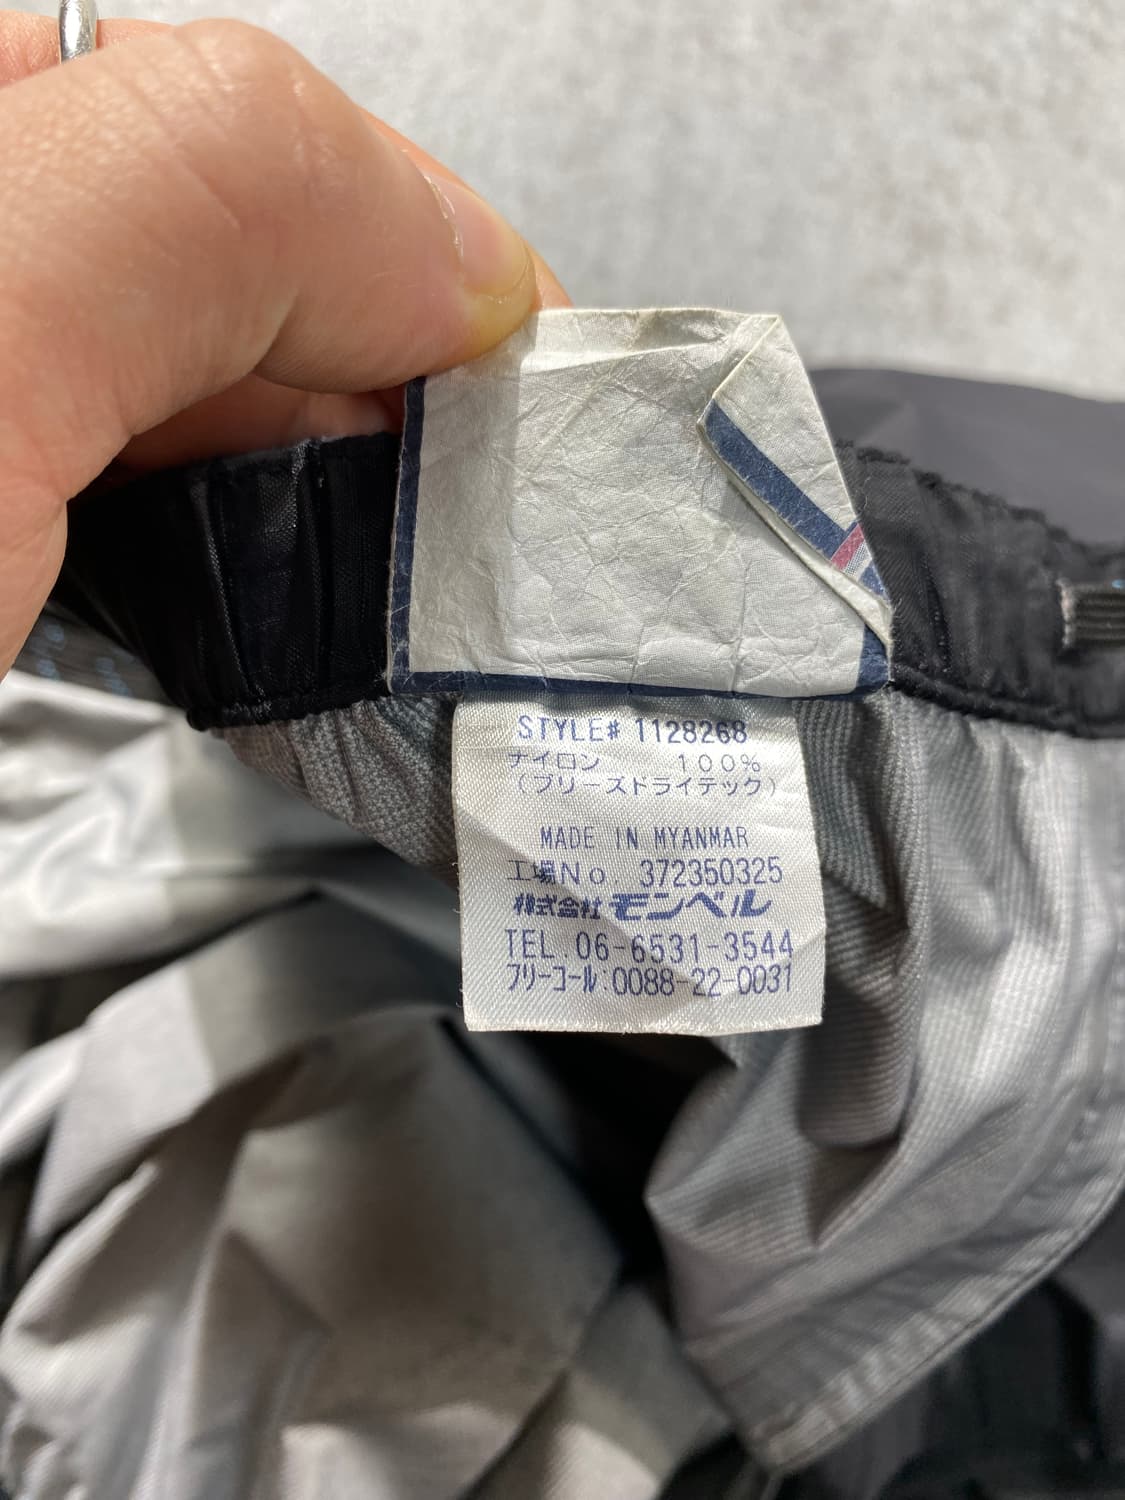 STYLE# 1128268
ナイロン 100%
(ブリーズドライテック)
MADE IN MYANMAR
工場No 372350325
株式会社モンベル
TEL.06-6531-3544
フリーコール:0088-22-0031